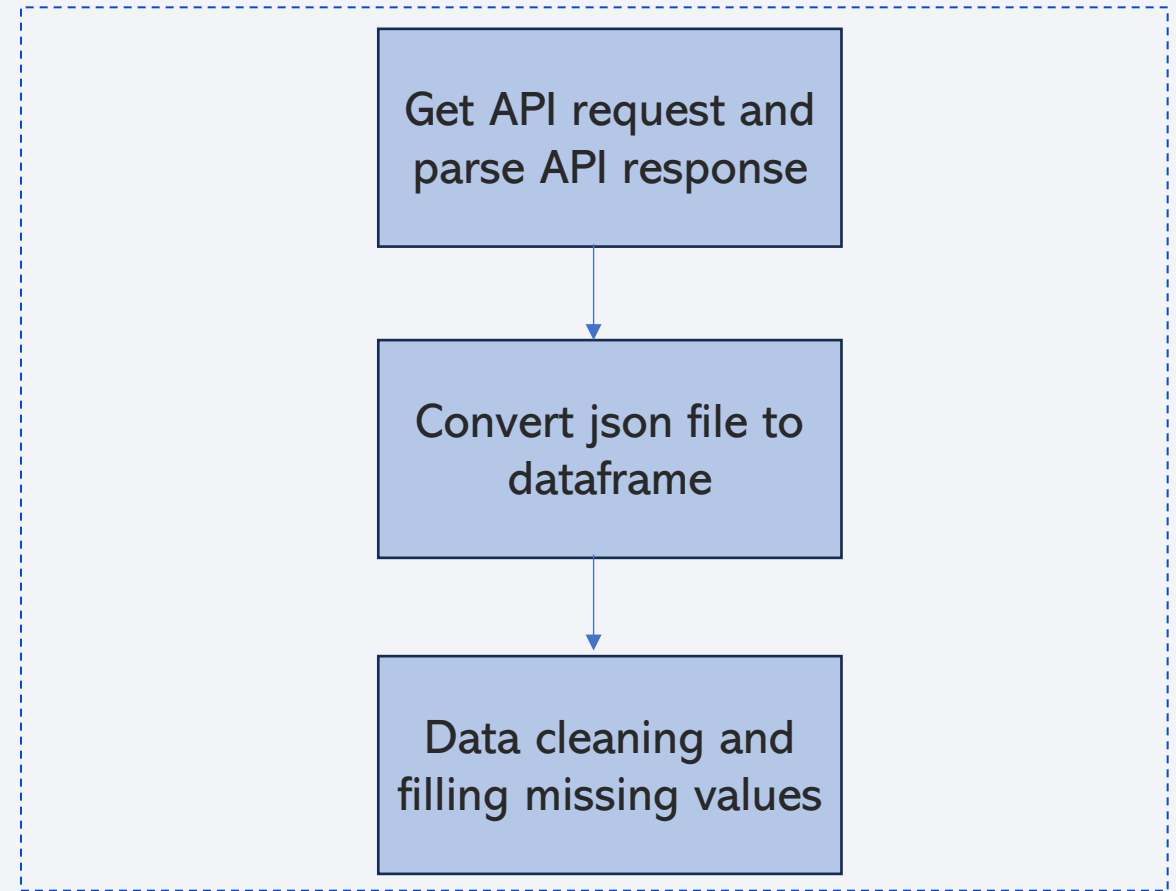 Get API request and
parse API response
Convert json file to
dataframe
Data cleaning and
filling missing values